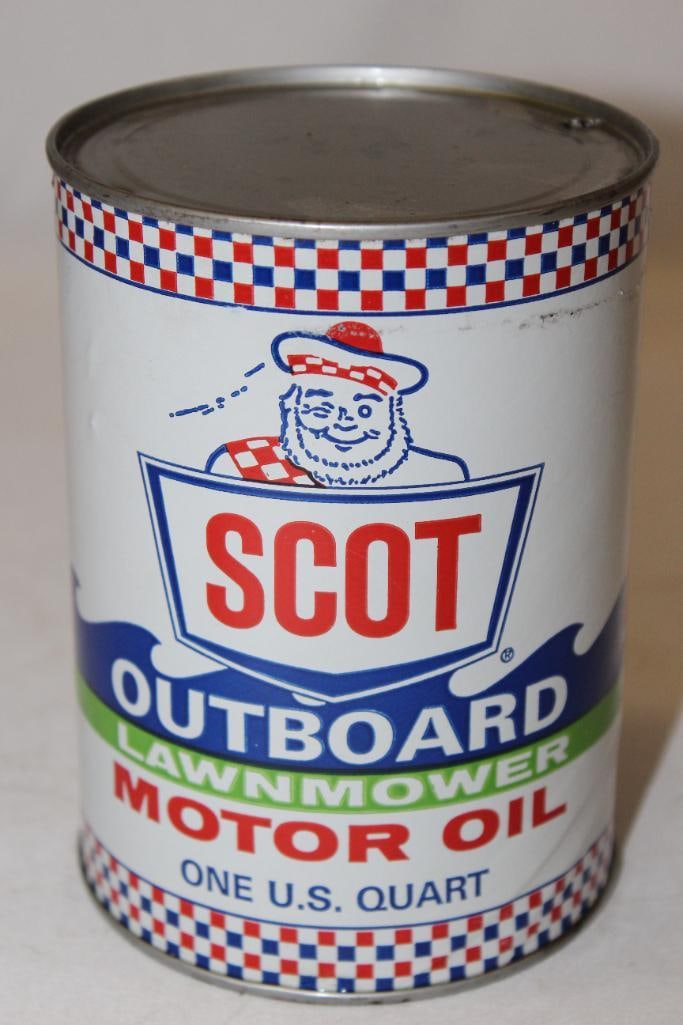 SCOT
®
OUTBOARD
LAWNMOWER
MOTOR OIL
ONE U.S. QUART